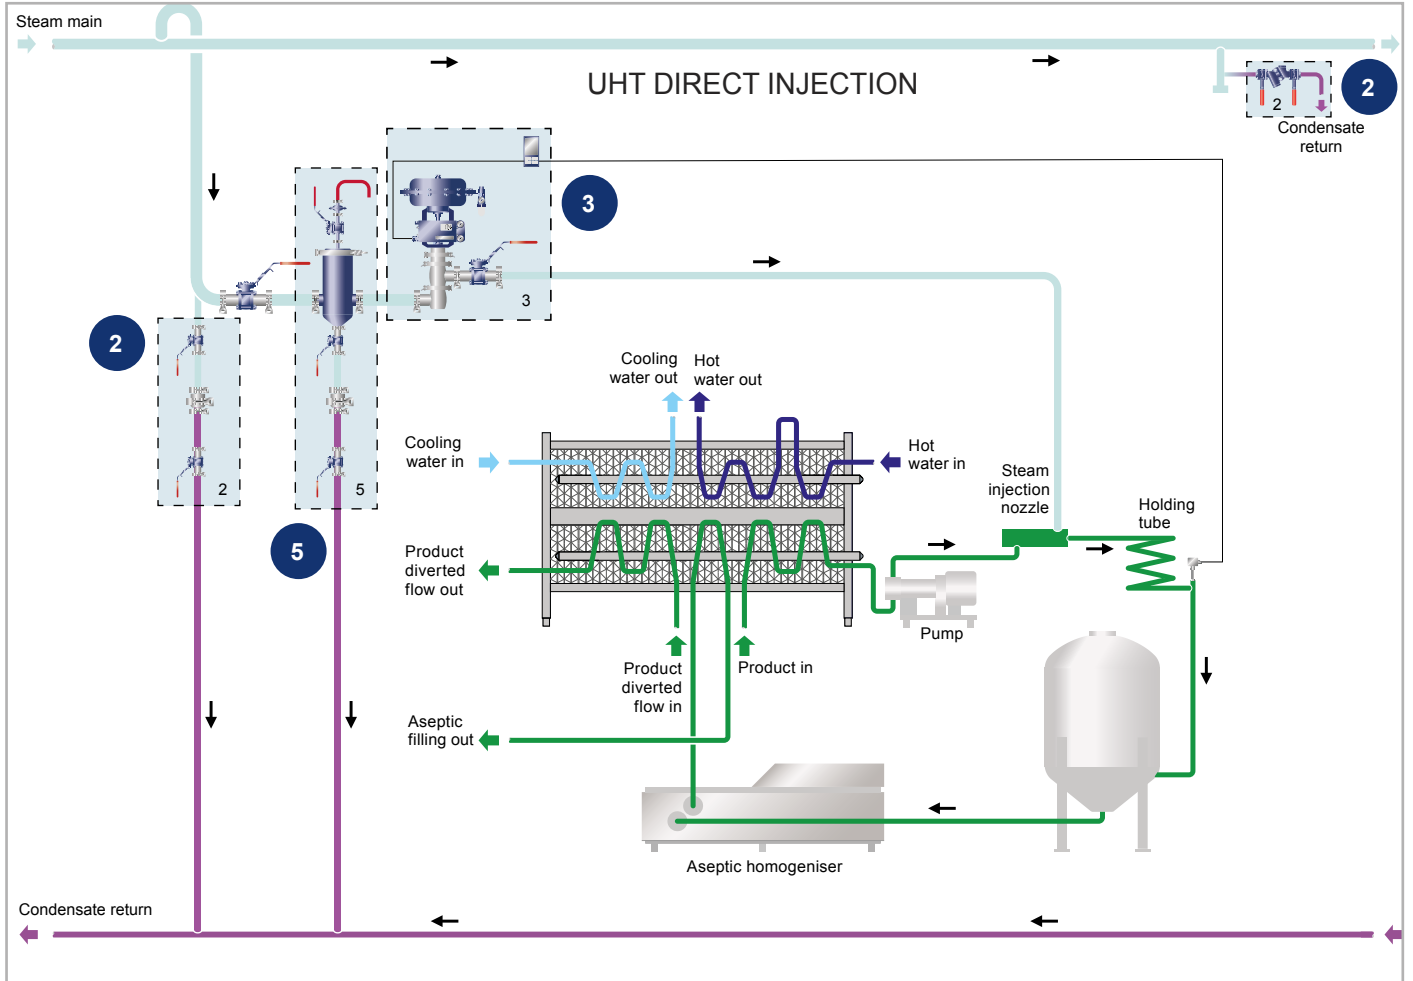 Steam main
UHT DIRECT INJECTION
2
2
Condensate
return
3
3
2
2
5
5
Cooling
water out
Hot
water out
Cooling
water in
Hot
water in
Steam
injection
nozzle
Holding
tube
Product
diverted
flow out
Pump
Product
diverted
flow in
Product in
Aseptic
filling out
Aseptic homogeniser
Condensate return